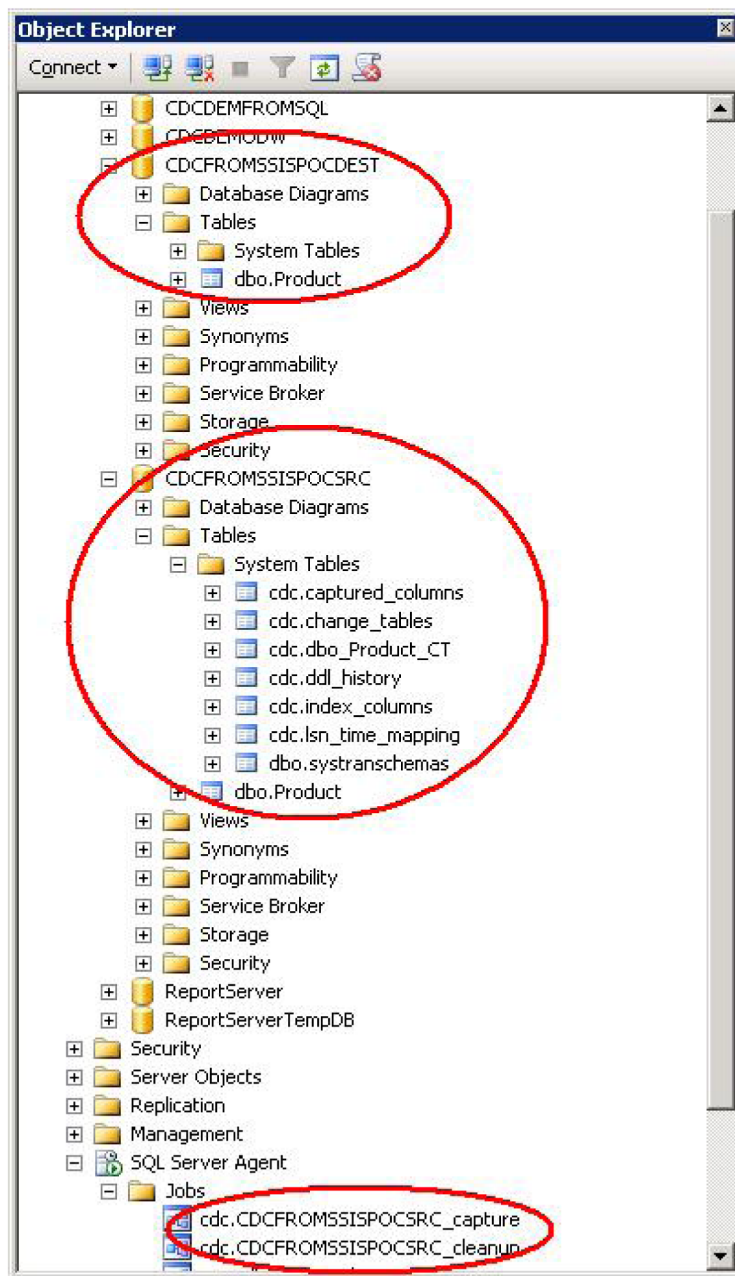 Object Explorer
Connect
CDCDEMFROMSQL
CDCDEMODW
CDCFROMSSISPOCDEST
Database Diagrams
Tables
System Tables
dbo.Product
Views
Synonyms
Programmability
Service Broker
Storage
Security
CDCFROMSSISPOCSRC
Database Diagrams
Tables
System Tables
cdc.captured_columns
cdc.change_tables
cdc.dbo_Product_CT
cdc.ddl_history
cdc.index_columns
cdc.lsn_time_mapping
dbo.systranschemas
dbo.Product
Views
Synonyms
Programmability
Service Broker
Storage
Security
ReportServer
ReportServerTempDB
Security
Server Objects
Replication
Management
SQL Server Agent
Jobs
cdc.CDCFROMSSISPOCSRC_capture
cdc.CDCFROMSSISPOCSRC_cleanup